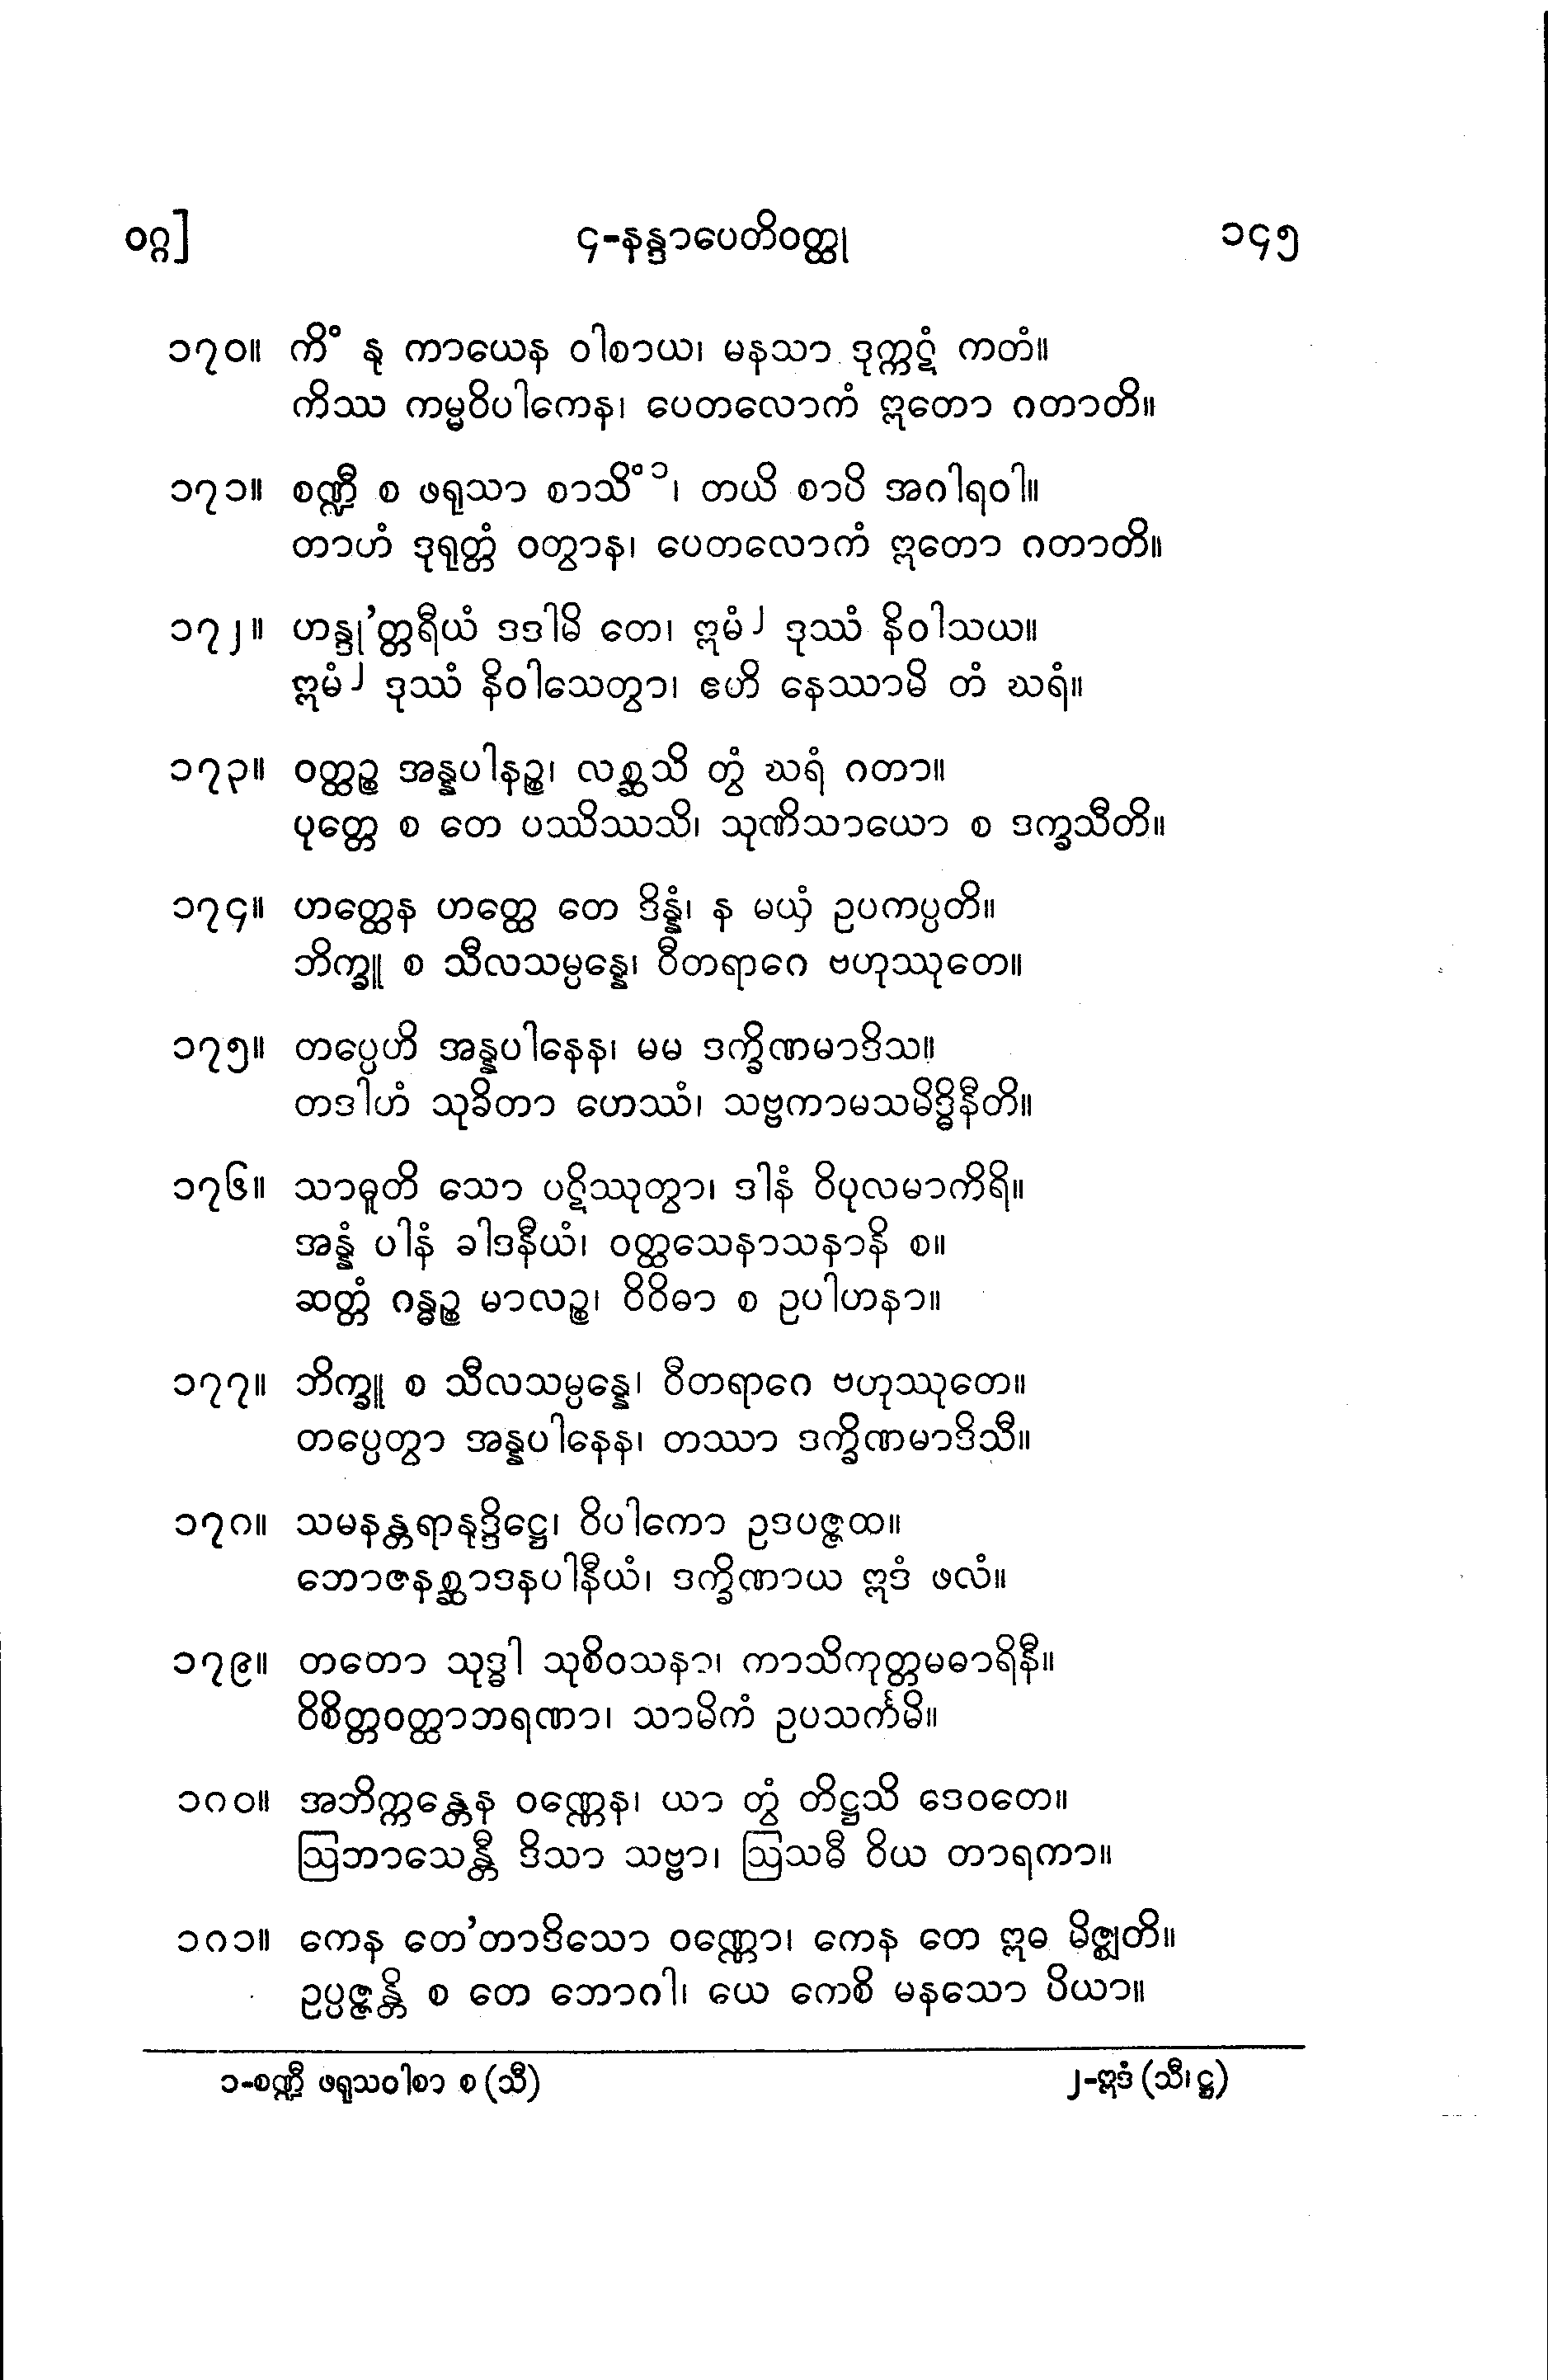 ဝဂ္ဂ]
၄-နန္ဒာပေတိဝတ္ထု
၁၄၅
၁၇၀။ ကိံ နု ကာယေန ဝါစာယ၊ မနသာ ဒုက္ကဋံ ကတံ။
ကိဿ ကမ္မဝိပါကေန၊ ပေတလောကံ ဣတော ဂတာတိ။
၁၇၁။ စဏ္ဍီ စ ဖရုသာ စာသိံ ၁၊ တယိ စာပိ အဂါရဝါ။
တာဟံ ဒုရုတ္တံ ဝတွာန၊ ပေတလောကံ ဣတော ဂတာတိ။
၁၇၂။ ဟန္ဒု’တ္တရီယံ ဒဒါမိ တေ၊ ဣမံ ၂ ဒုဿံ နိဝါသယ။
ဣမံ ၂ ဒုဿံ နိဝါသေတွာ၊ ဧဟိ နေဿာမိ တံ ဃရံ။
၁၇၃။ ဝတ္ထဉ္စ အန္နပါနဉ္စ၊ လစ္ဆသိ တွံ ဃရံ ဂတာ။
ပုတ္တေ စ တေ ပဿိဿသိ၊ သုဏိသာယော စ ဒက္ခသီတိ။
၁၇၄။ ဟတ္ထေန ဟတ္ထေ တေ ဒိန္နံ၊ န မယှံ ဥပကပ္ပတိ။
ဘိက္ခူ စ သီလသမ္ပန္နေ၊ ဝီတရာဂေ ဗဟုဿုတေ။
၁၇၅။ တပ္ပေဟိ အန္နပါနေန၊ မမ ဒက္ခိဏမာဒိသ။
တဒါဟံ သုခိတာ ဟေဿံ၊ သဗ္ဗကာမသမိဒ္ဓိနီတိ။
၁၇၆။ သာဓူတိ သော ပဋိဿုတွာ၊ ဒါနံ ဝိပုလမာကိရိ။
အန္နံ ပါနံ ခါဒနီယံ၊ ဝတ္ထသေနာသနာနိ စ။
ဆတ္တံ ဂန္ဓဉ္စ မာလဉ္စ၊ ဝိဝိဓာ စ ဥပါဟနာ။
၁၇၇။ ဘိက္ခူ စ သီလသမ္ပန္နေ၊ ဝီတရာဂေ ဗဟုဿုတေ။
တပ္ပေတွာ အန္နပါနေန၊ တဿာ ဒက္ခိဏမာဒိသီ။
၁၇၈။ သမနန္တရာနုဒ္ဒိဋ္ဌေ၊ ဝိပါကော ဥဒပဇ္ဇထ။
ဘောဇနစ္ဆာဒနပါနီယံ၊ ဒက္ခိဏာယ ဣဒံ ဖလံ။
၁၇၉။ တတော သုဒ္ဓါ သုစိဝသနာ၊ ကာသိကုတ္တမဓာရိနီ။
ဝိစိတ္တဝတ္ထာဘရဏာ၊ သာမိကံ ဥပသင်္ကမိ။
၁၈၀။ အဘိက္ကန္တေန ဝဏ္ဏေန၊ ယာ တွံ တိဋ္ဌသိ ဒေဝတေ။
ဩဘာသေန္တီ ဒိသာ သဗ္ဗာ၊ ဩသဓီ ဝိယ တာရကာ။
၁၈၁။ ကေန တေ’တာဒိသော ဝဏ္ဏော၊ ကေန တေ ဣဓ မိဇ္ဈတိ။
ဥပ္ပဇ္ဇန္တိ စ တေ ဘောဂါ၊ ယေ ကေစိ မနသော ပိယာ။
၁-စဏ္ဍီ ဖရုသဝါစာ စ (သီ)
၂-ဣဒံ (သီ၊ ဋ္ဌ)